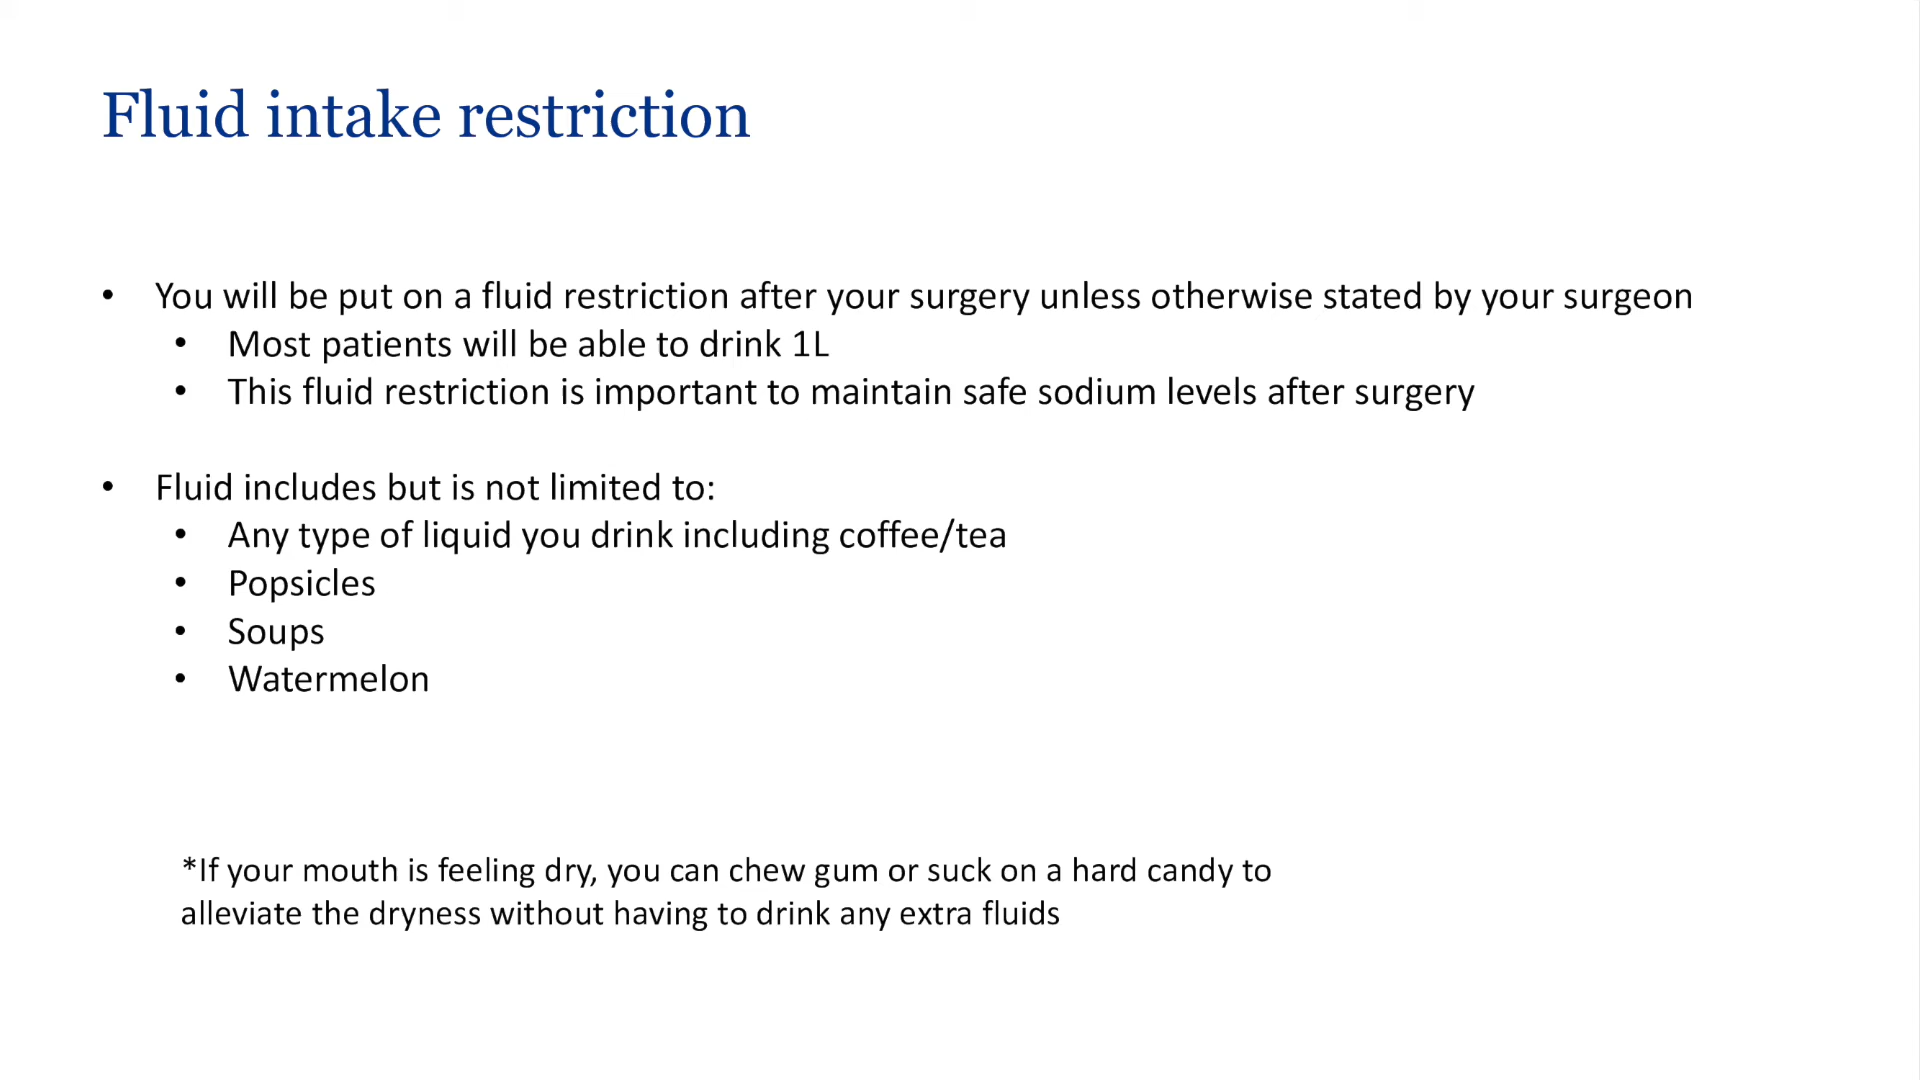 Fluid intake restriction
• You will be put on a fluid restriction after your surgery unless otherwise stated by your surgeon
• Most patients will be able to drink 1L
• This fluid restriction is important to maintain safe sodium levels after surgery
• Fluid includes but is not limited to:
• Any type of liquid you drink including coffee/tea
• Popsicles
• Soups
• Watermelon
*If your mouth is feeling dry, you can chew gum or suck on a hard candy to
alleviate the dryness without having to drink any extra fluids